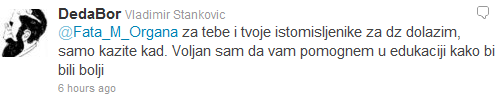 DedaBor Vladimir Stankovic
@Fata_M_Organa za tebe i tvoje istomisljenike za dz dolazim,
samo kazite kad. Voljan sam da vam pomognem u edukaciji kako bi
bili bolji
6 hours ago